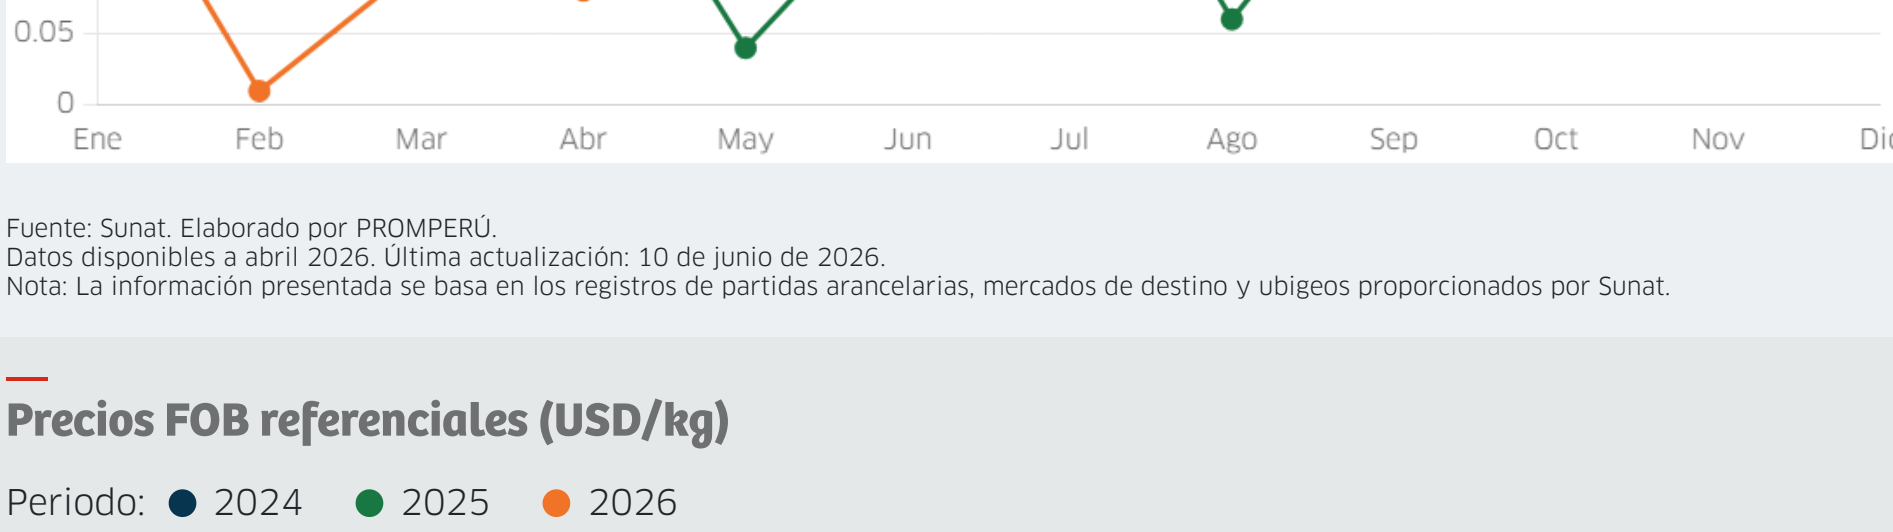 0.05
0
Ene Feb Mar Abr May Jun Jul Ago Sep Oct Nov
Fuente: Sunat. Elaborado por PROMPERÚ.
Datos disponibles a abril 2026. Última actualización: 10 de junio de 2026.
Nota: La información presentada se basa en los registros de partidas arancelarias, mercados de destino y ubigeos proporcionados por Sunat.
Precios FOB referenciales (USD/kg)
Periodo: 2024 2025 2026